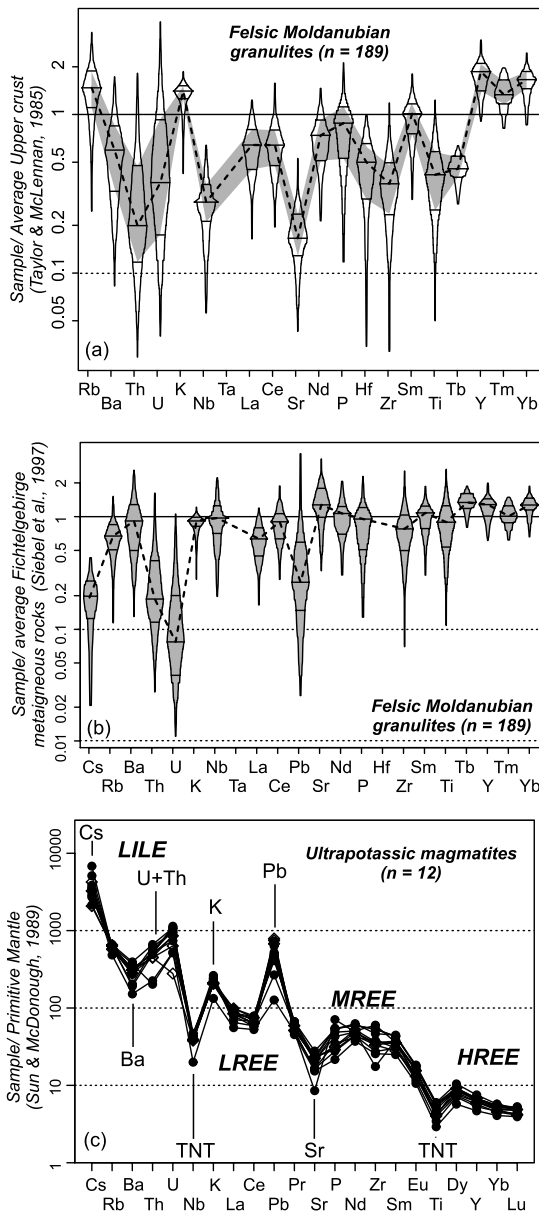 Felsic Moldanubian
granulites (n = 189)
Sample/ Average Upper crust
(Taylor & McLennan, 1985)
2
1
0.5
0.2
0.1
0.05
(a)
Rb Th K Ta Ce Nd Hf Sm Tb Tm
Ba U Nb La Sr P Zr Ti Y Yb
Sample/ average Fichtelgebirge
metaigneous rocks (Siebel et al., 1997)
2
1
0.5
0.2
0.1
0.05
0.02
0.01
Felsic Moldanubian
granulites (n = 189)
(b)
Cs Ba U Nb La Pb Nd Hf Sm Tb Tm
Rb Th K Ta Ce Sr P Zr Ti Y Yb
Sample/ Primitive Mantle
(Sun & McDonough, 1989)
10000
1000
100
10
1
Cs
LILE
Ultrapotassic magmatites
(n = 12)
U+Th
K
Pb
MREE
Ba
LREE
HREE
TNT
Sr
TNT
(c)
Cs Ba U K Ce Pr P Zr Eu Dy Yb
Rb Th Nb La Pb Sr Nd Sm Ti Y Lu